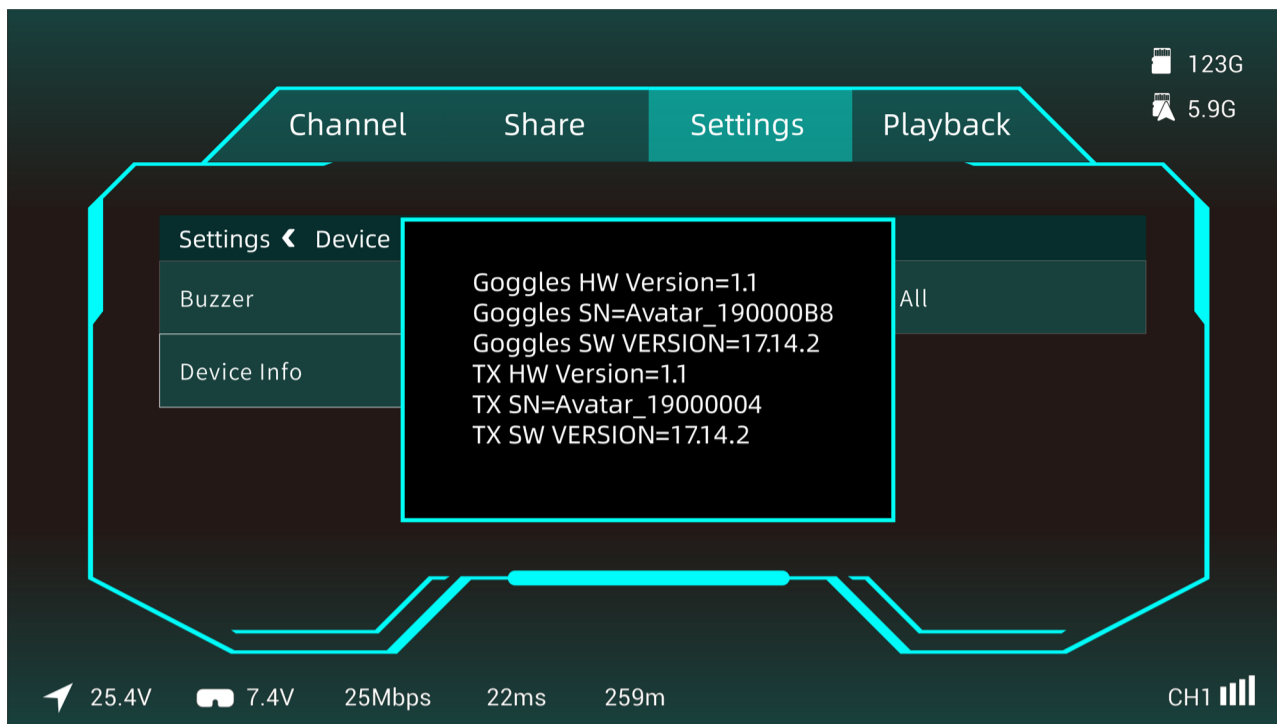 123G
5.9G
Channel Share Settings Playback
Settings ❮ Device
Buzzer
All
Device Info
Goggles HW Version=1.1
Goggles SN=Avatar_190000B8
Goggles SW VERSION=17.14.2
TX HW Version=1.1
TX SN=Avatar_19000004
TX SW VERSION=17.14.2
25.4V 7.4V 25Mbps 22ms 259m CH1